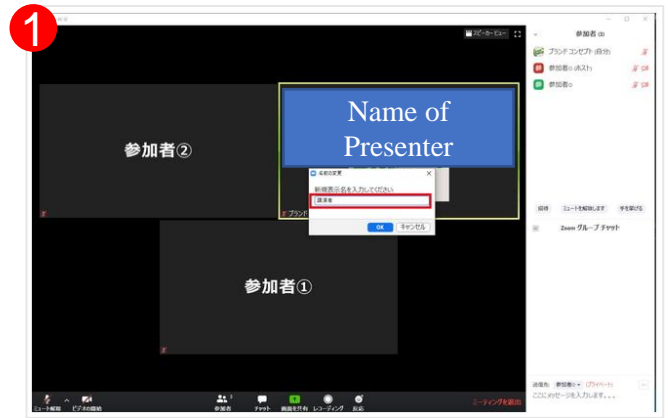 1
スピーカービュー
参加者 (3)
ブランドコンセプト (自分)
参加者① (ホスト)
参加者②
Name of
Presenter
参加者②
名前の変更
新規表示名を入力してください
講演者
OK キャンセル
ブランド
招待 ミュートを解除します 手を挙げる
Zoom グループ チャット
参加者①
送信先: (プライベート)
ここにメッセージを入力します...
ミュート解除 ビデオの開始 参加者 3 チャット 画面を共有 レコーディング 反応 ミーティングを退出